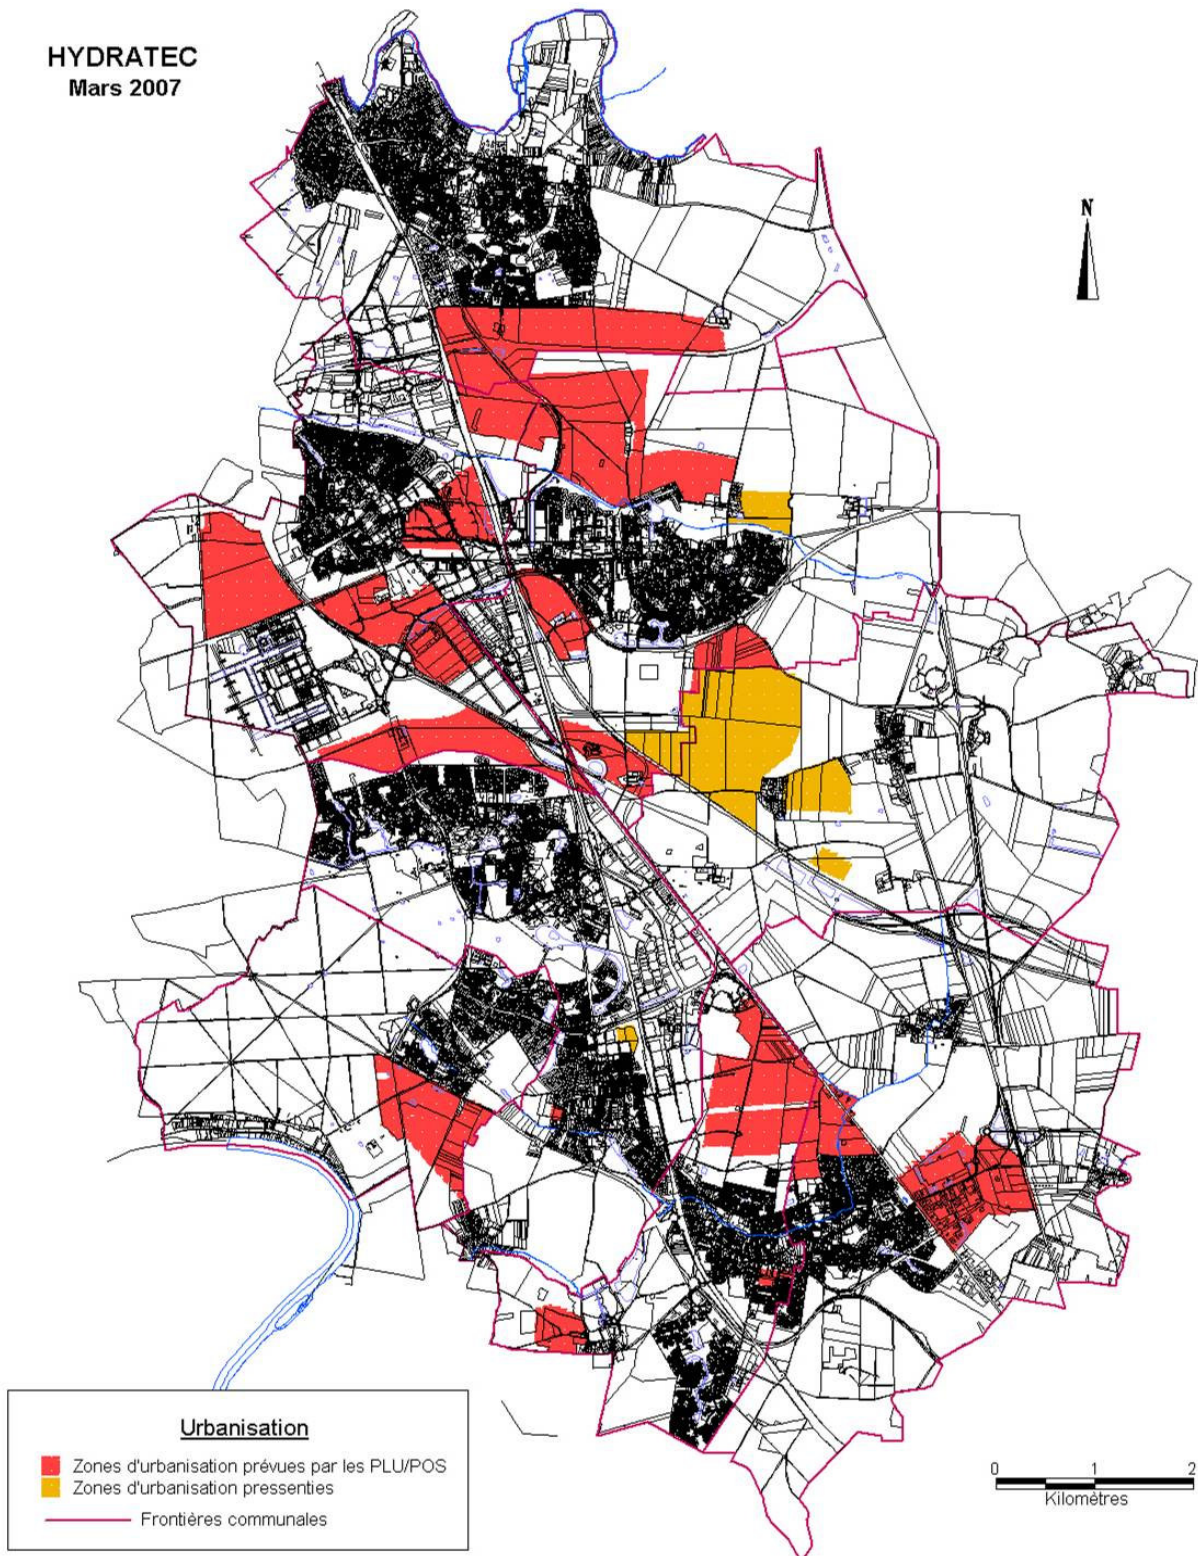 HYDRATEC
Mars 2007
N
Urbanisation
Zones d'urbanisation prévues par les PLU/POS
Zones d'urbanisation pressenties
Frontières communales
0 1 2
Kilomètres